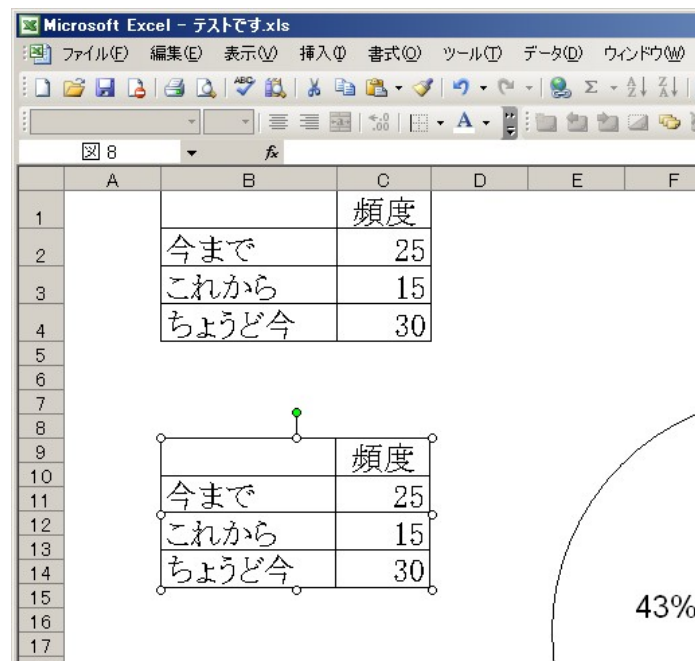 Microsoft Excel - テストです.xls
ファイル(F) 編集(E) 表示(V) 挿入(I) 書式(O) ツール(T) データ(D) ウィンドウ(W)
図 8 fx
A B C D E F
1 頻度
2 今まで 25
3 これから 15
4 ちょうど今 30
5
6
7
8
9 頻度
10
11 今まで 25
12 これから 15
13
14 ちょうど今 30
15
16 43%
17